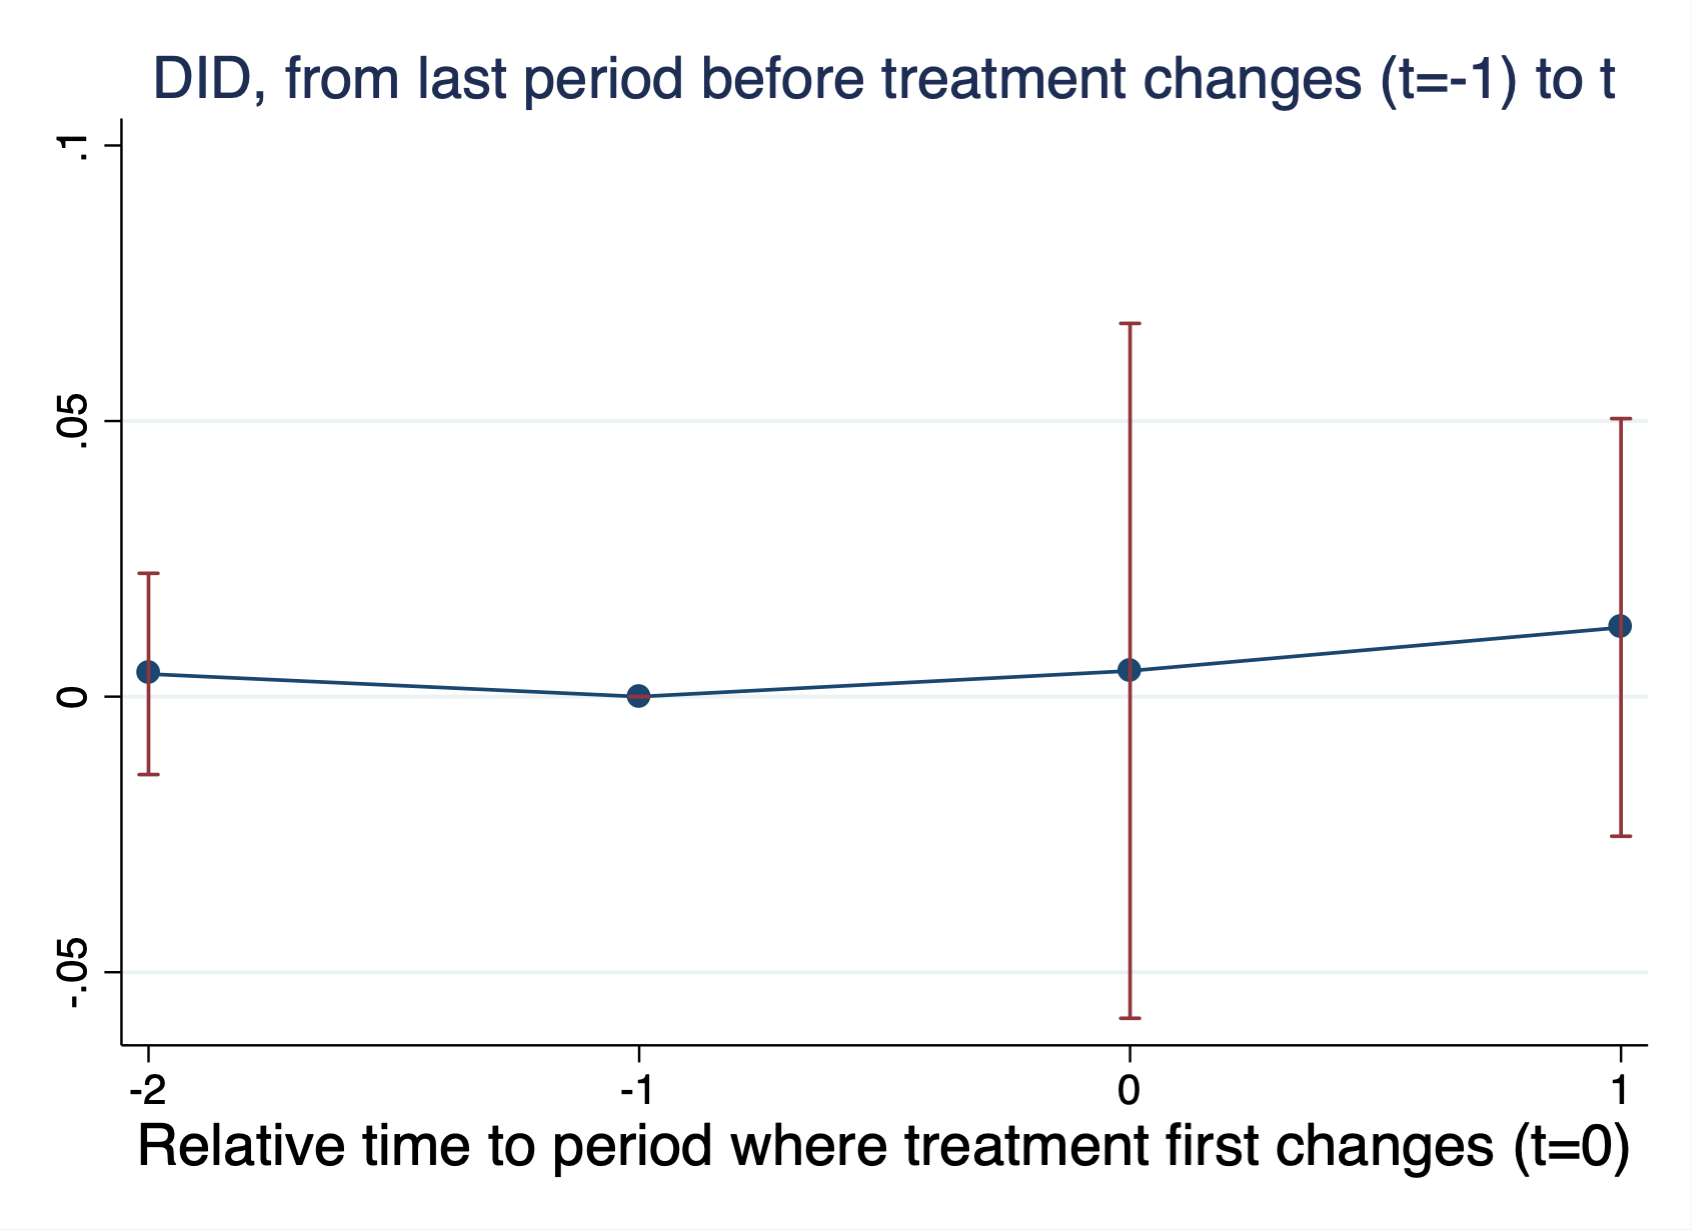 DID, from last period before treatment changes (t=-1) to t
.1
.05
0
-.05
-2 -1 0 1
Relative time to period where treatment first changes (t=0)